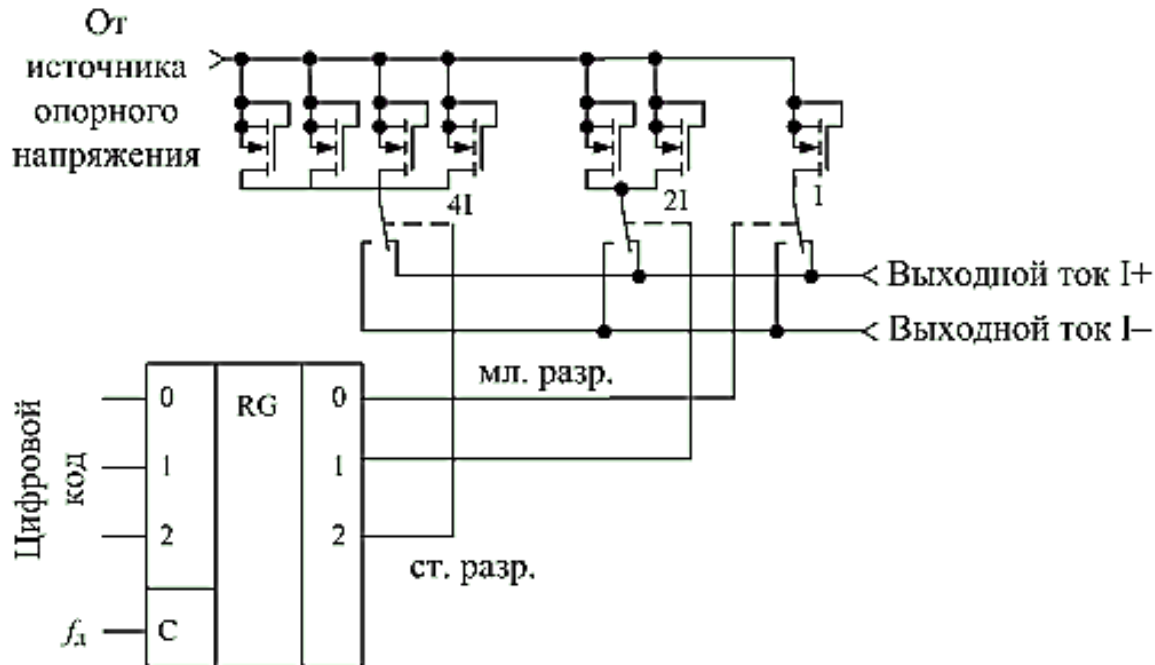 От
источника
опорного
напряжения
4I
2I
I
Выходной ток I+
Выходной ток I–
мл. разр.
Цифровой
код
0
RG
0
1
1
2
2
ст. разр.
fд
C